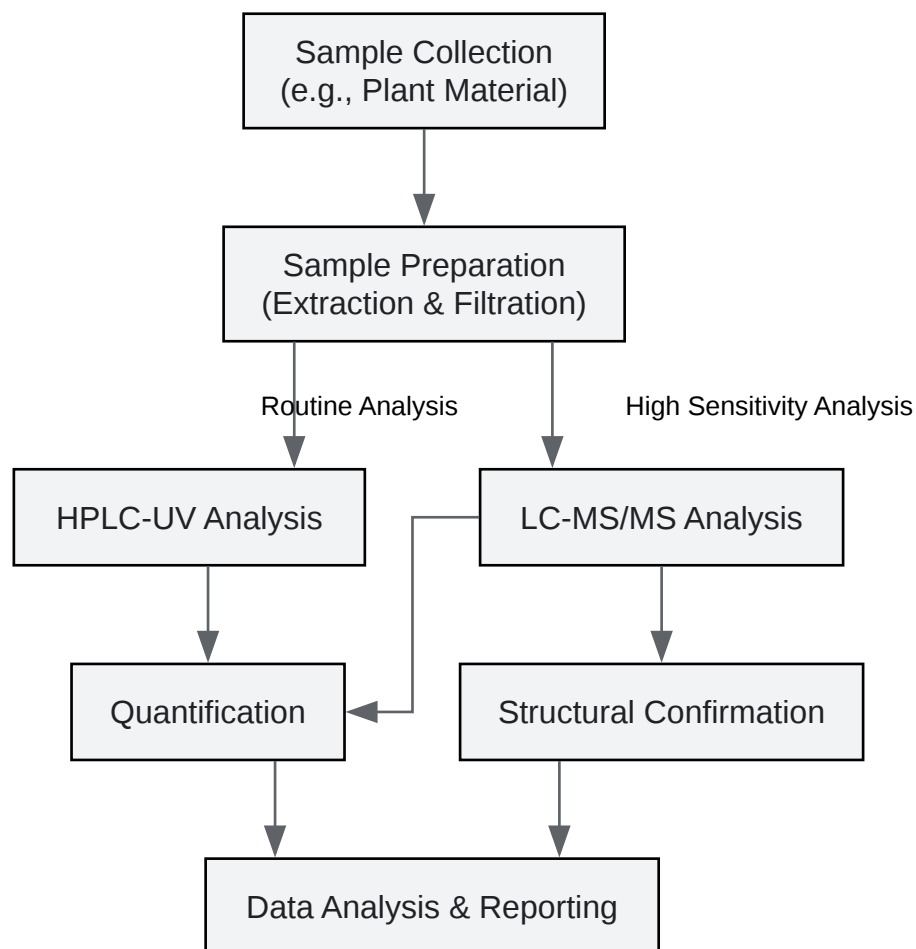 Sample Collection
(e.g., Plant Material)
Sample Preparation
(Extraction & Filtration)
Routine Analysis
High Sensitivity Analysis
HPLC-UV Analysis
LC-MS/MS Analysis
Quantification
Structural Confirmation
Data Analysis & Reporting